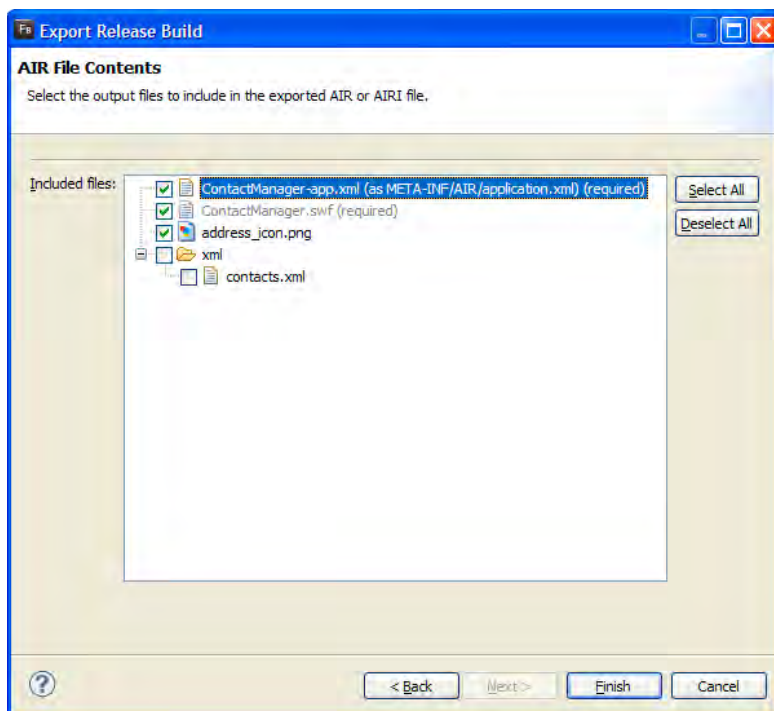 FB Export Release Build
AIR File Contents
Select the output files to include in the exported AIR or AIRI file.
Included files:
ContactManager-app.xml (as META-INF/AIR/application.xml) (required)
Select All
ContactManager.swf (required)
Deselect All
address_icon.png
xml
contacts.xml
?
< Back
Next >
Finish
Cancel